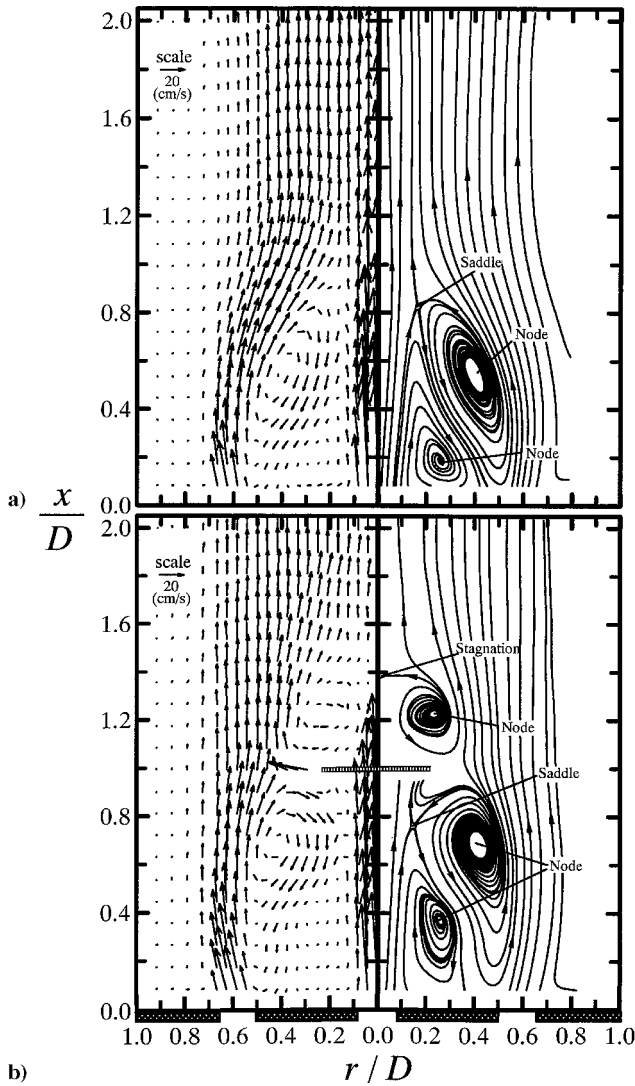 2.0
scale
20
(cm/s)
1.6
1.2
Saddle
0.8
Node
0.4
Node
0.0
a)
x
D
2.0
scale
20
(cm/s)
1.6
Stagnation
1.2
Node
Saddle
0.8
Node
0.4
0.0
1.0 0.8 0.6 0.4 0.2 0.0 0.2 0.4 0.6 0.8 1.0
b)
r / D